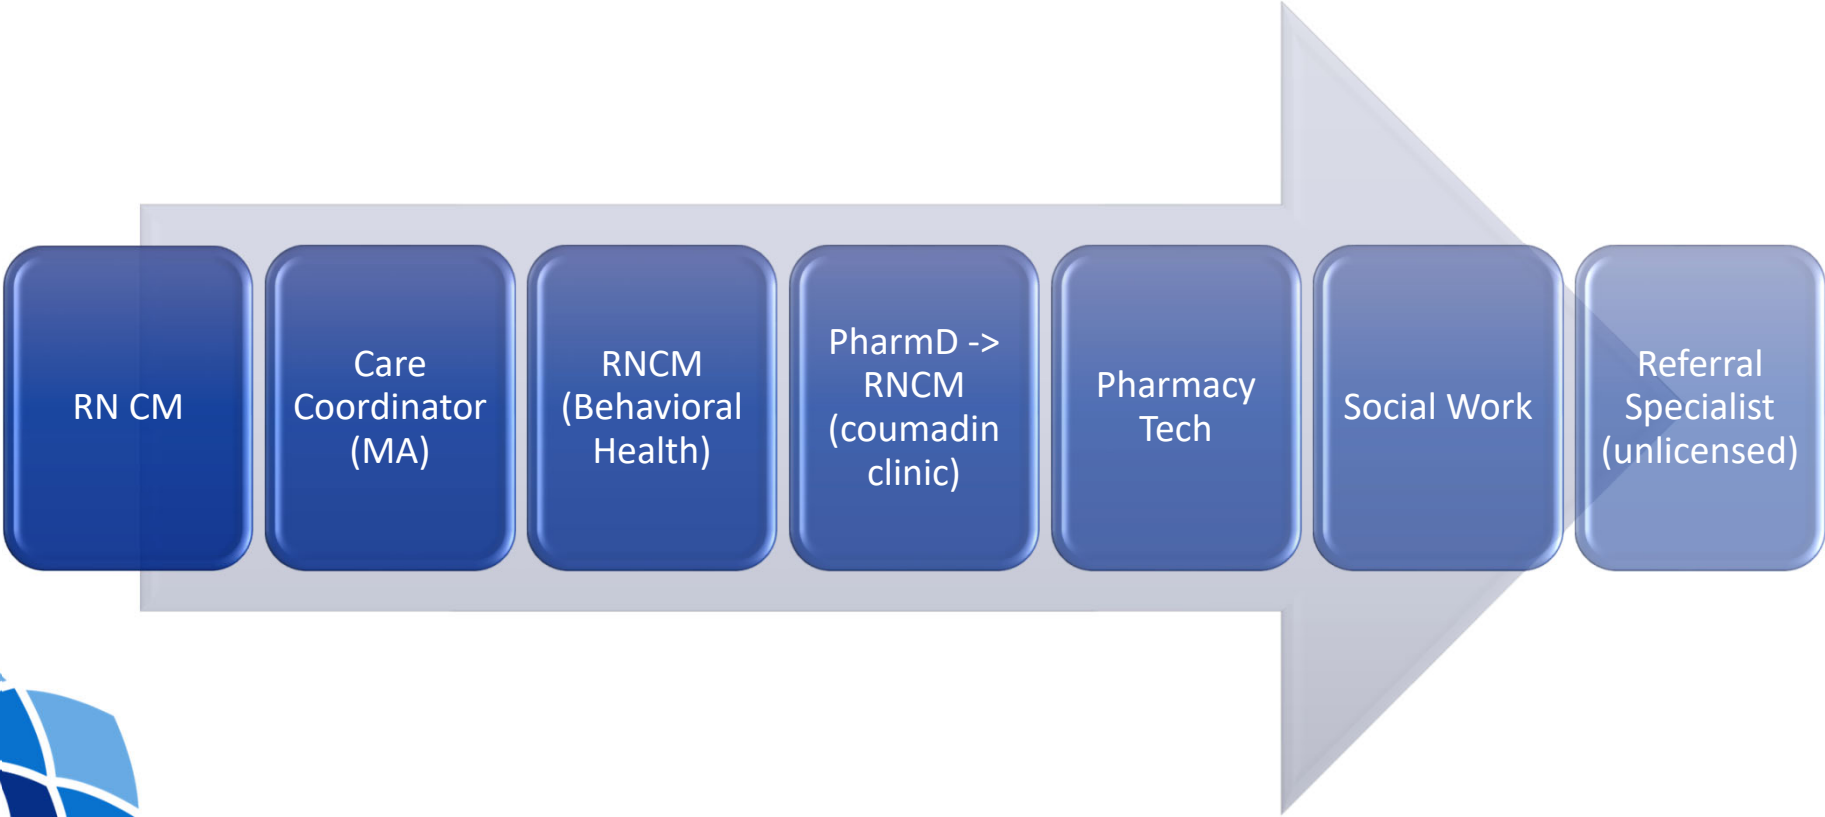 RN CM
Care
Coordinator
(MA)
RNCM
(Behavioral
Health)
PharmD ->
RNCM
(coumadin
clinic)
Pharmacy
Tech
Social Work
Referral
Specialist
(unlicensed)